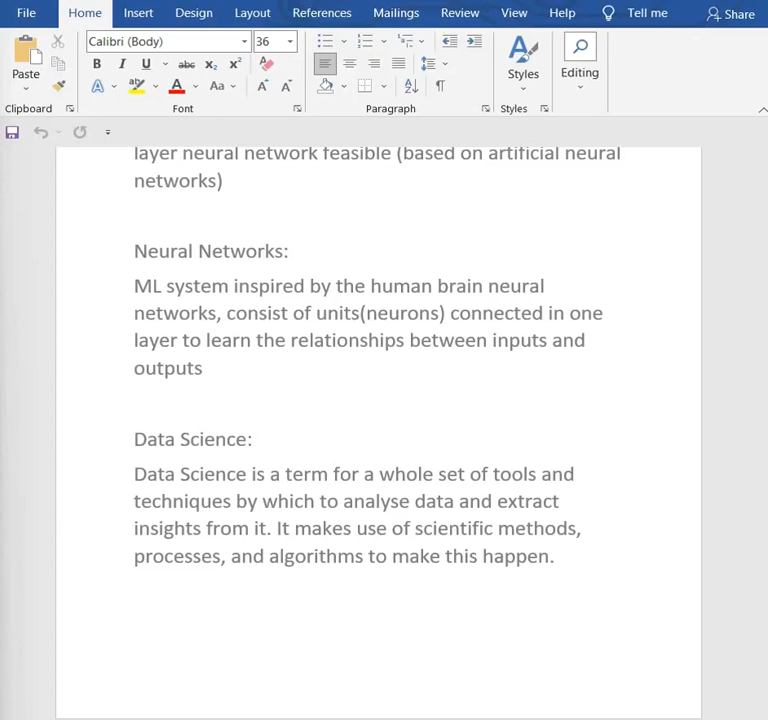 File Home Insert Design Layout References Mailings Review View Help Tell me Share
Calibri (Body) 36
Paste
B I U abc x₂ x²
A A Aa A A
Styles
Editing
Clipboard Font Paragraph Styles
layer neural network feasible (based on artificial neural
networks)
Neural Networks:
ML system inspired by the human brain neural
networks, consist of units(neurons) connected in one
layer to learn the relationships between inputs and
outputs
Data Science:
Data Science is a term for a whole set of tools and
techniques by which to analyse data and extract
insights from it. It makes use of scientific methods,
processes, and algorithms to make this happen.